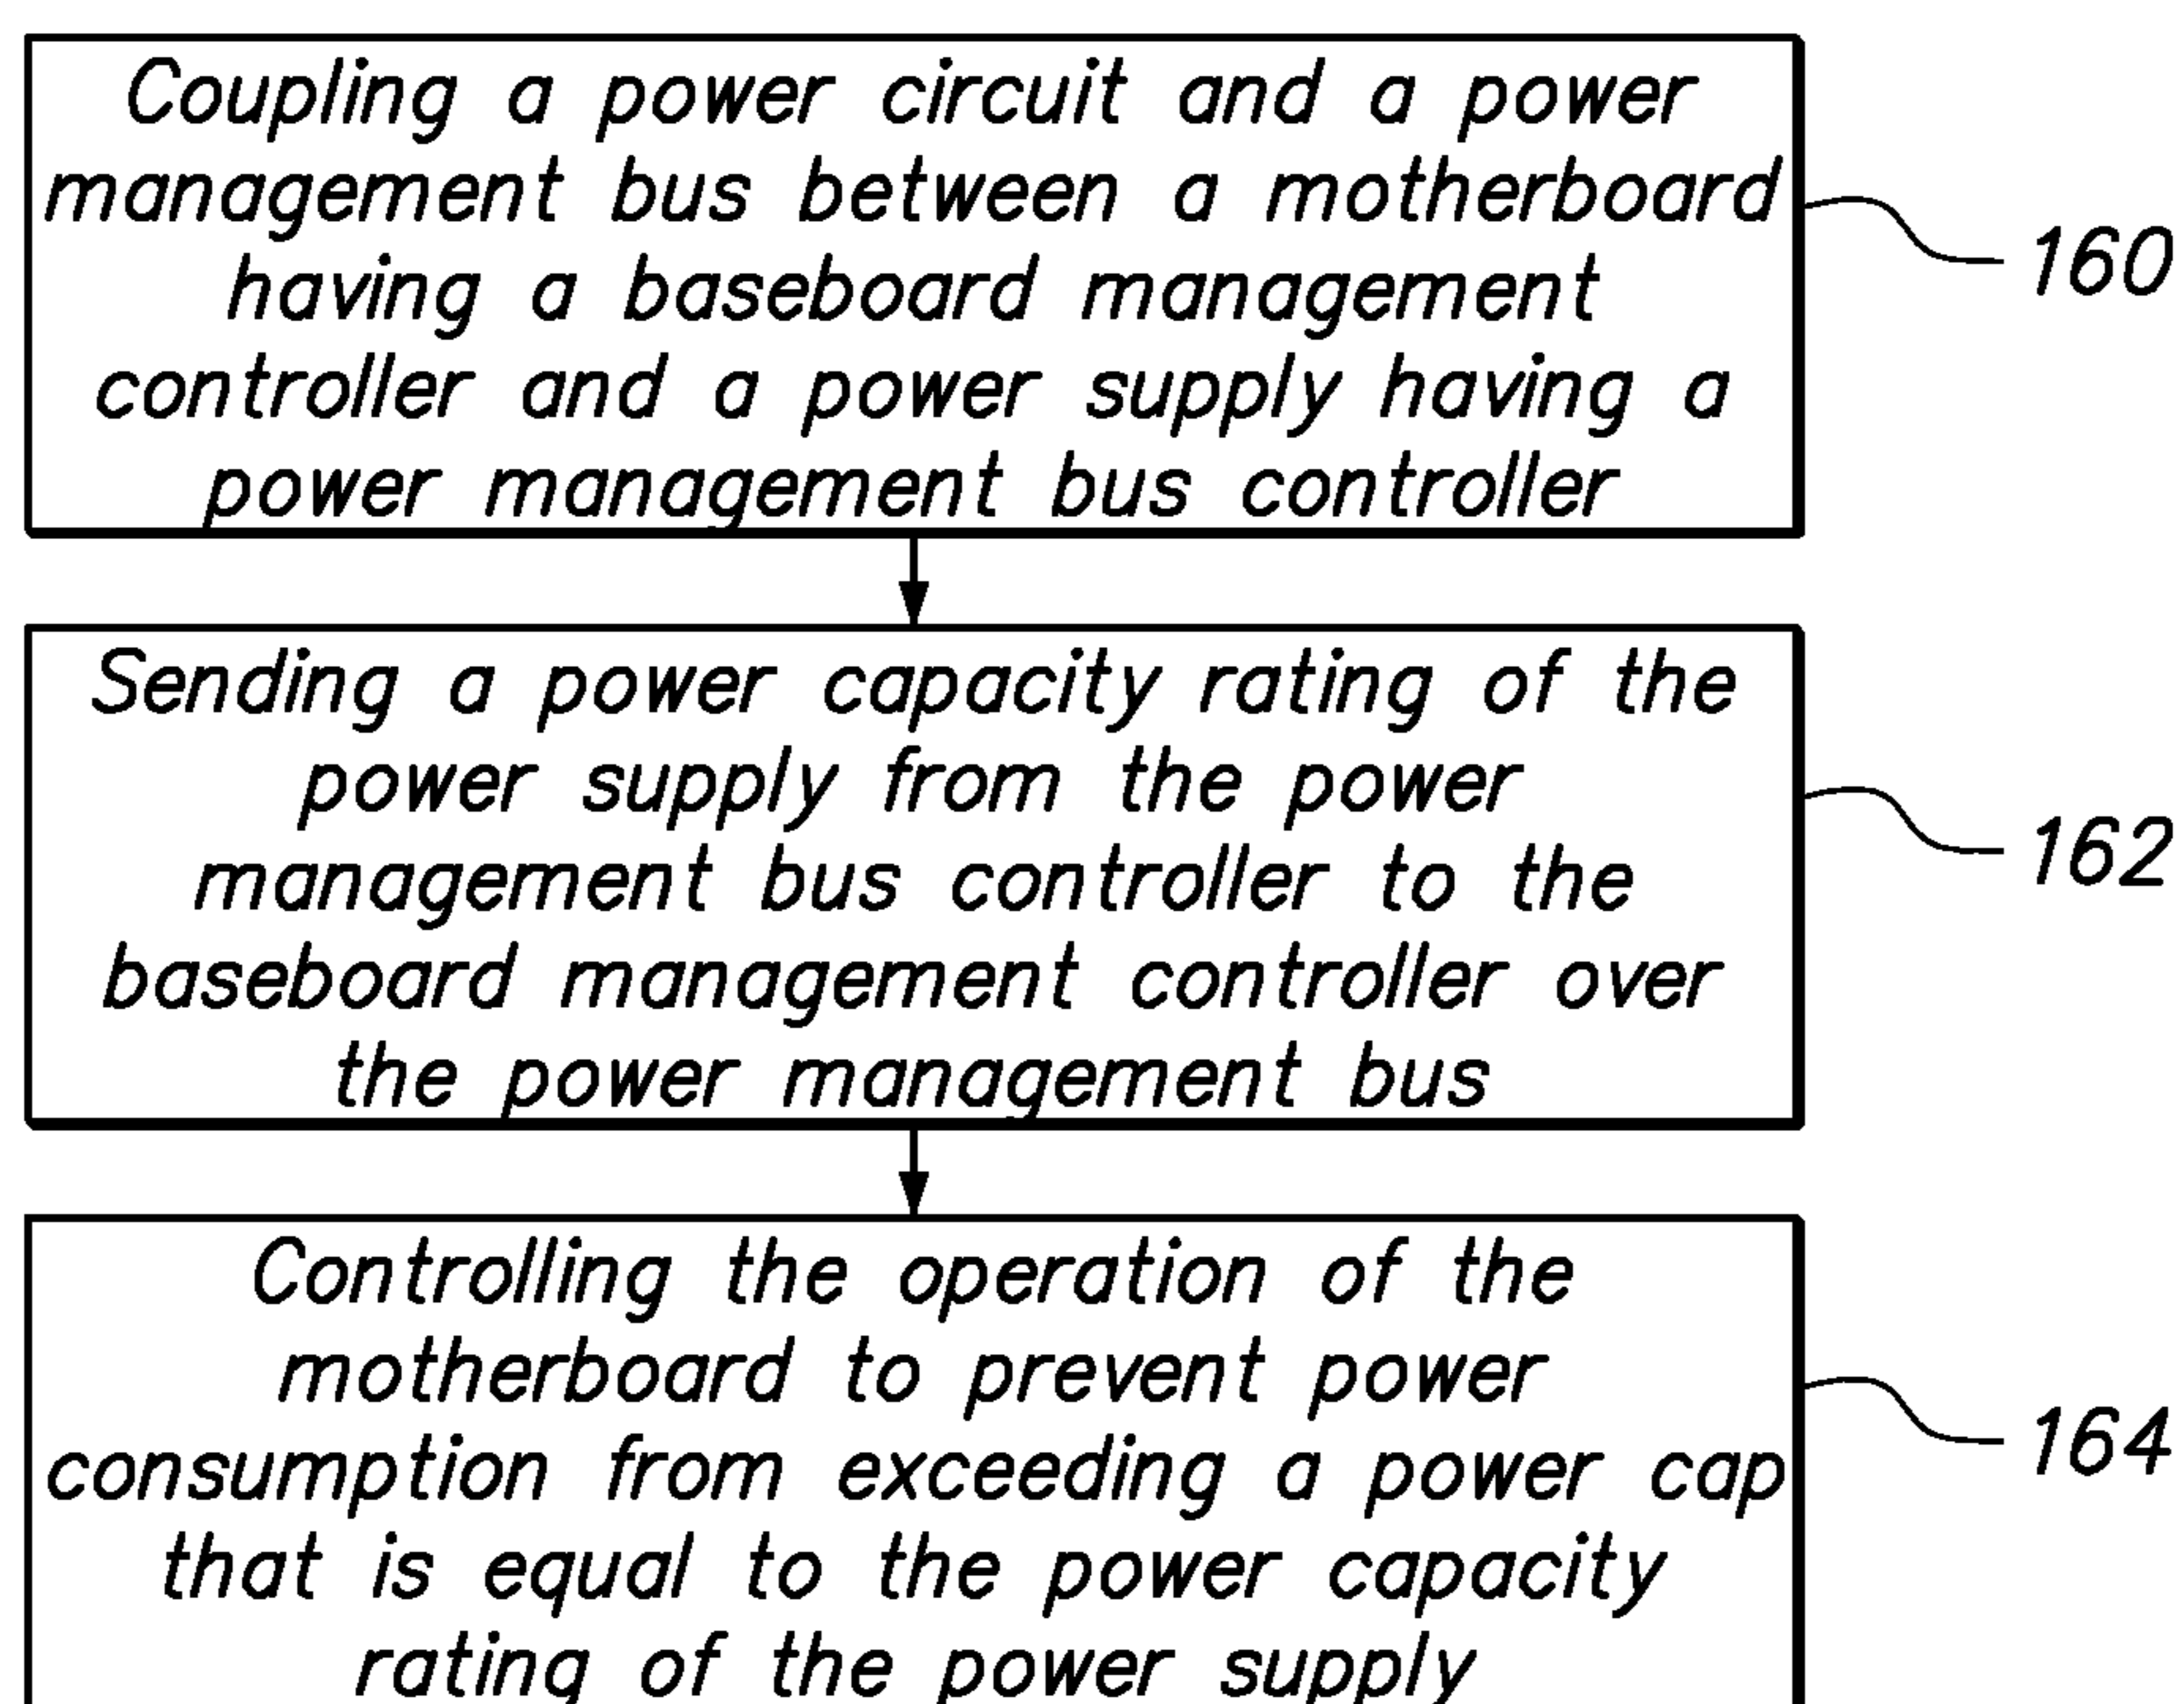 Coupling a power circuit and a power
management bus between a motherboard
having a baseboard management
controller and a power supply having a
power management bus controller
160
Sending a power capacity rating of the
power supply from the power
management bus controller to the
baseboard management controller over
the power management bus
162
Controlling the operation of the
motherboard to prevent power
consumption from exceeding a power cap
that is equal to the power capacity
rating of the power supply
164